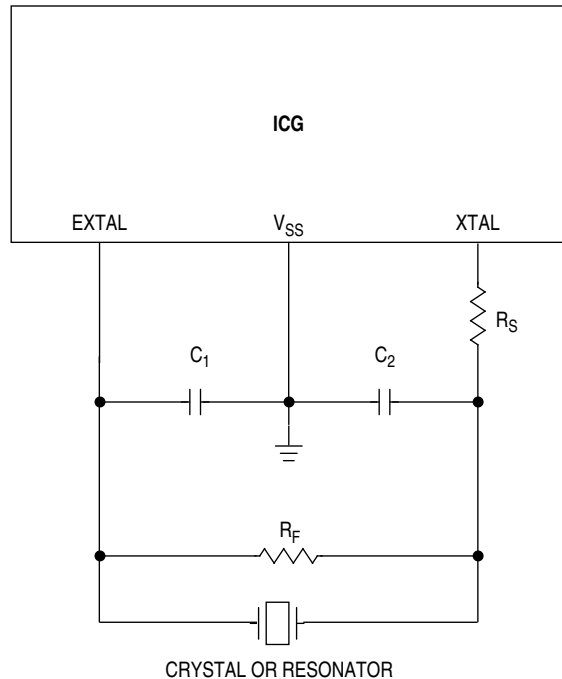 ICG
EXTAL
VSS
XTAL
RS
C1
C2
RF
CRYSTAL OR RESONATOR